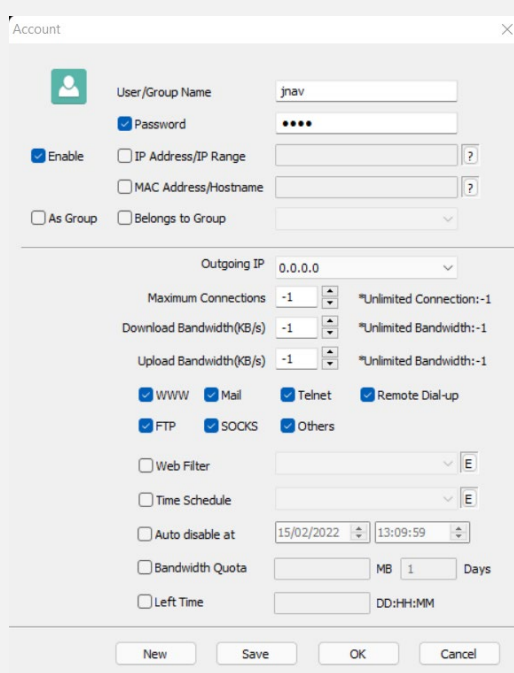 Account
User/Group Name jnav
Password ••••
Enable IP Address/IP Range ?
MAC Address/Hostname ?
As Group Belongs to Group
Outgoing IP 0.0.0.0
Maximum Connections -1 *Unlimited Connection:-1
Download Bandwidth(KB/s) -1 *Unlimited Bandwidth:-1
Upload Bandwidth(KB/s) -1 *Unlimited Bandwidth:-1
WWW Mail Telnet Remote Dial-up
FTP SOCKS Others
Web Filter E
Time Schedule E
Auto disable at 15/02/2022 13:09:59
Bandwidth Quota MB 1 Days
Left Time DD:HH:MM
New Save OK Cancel